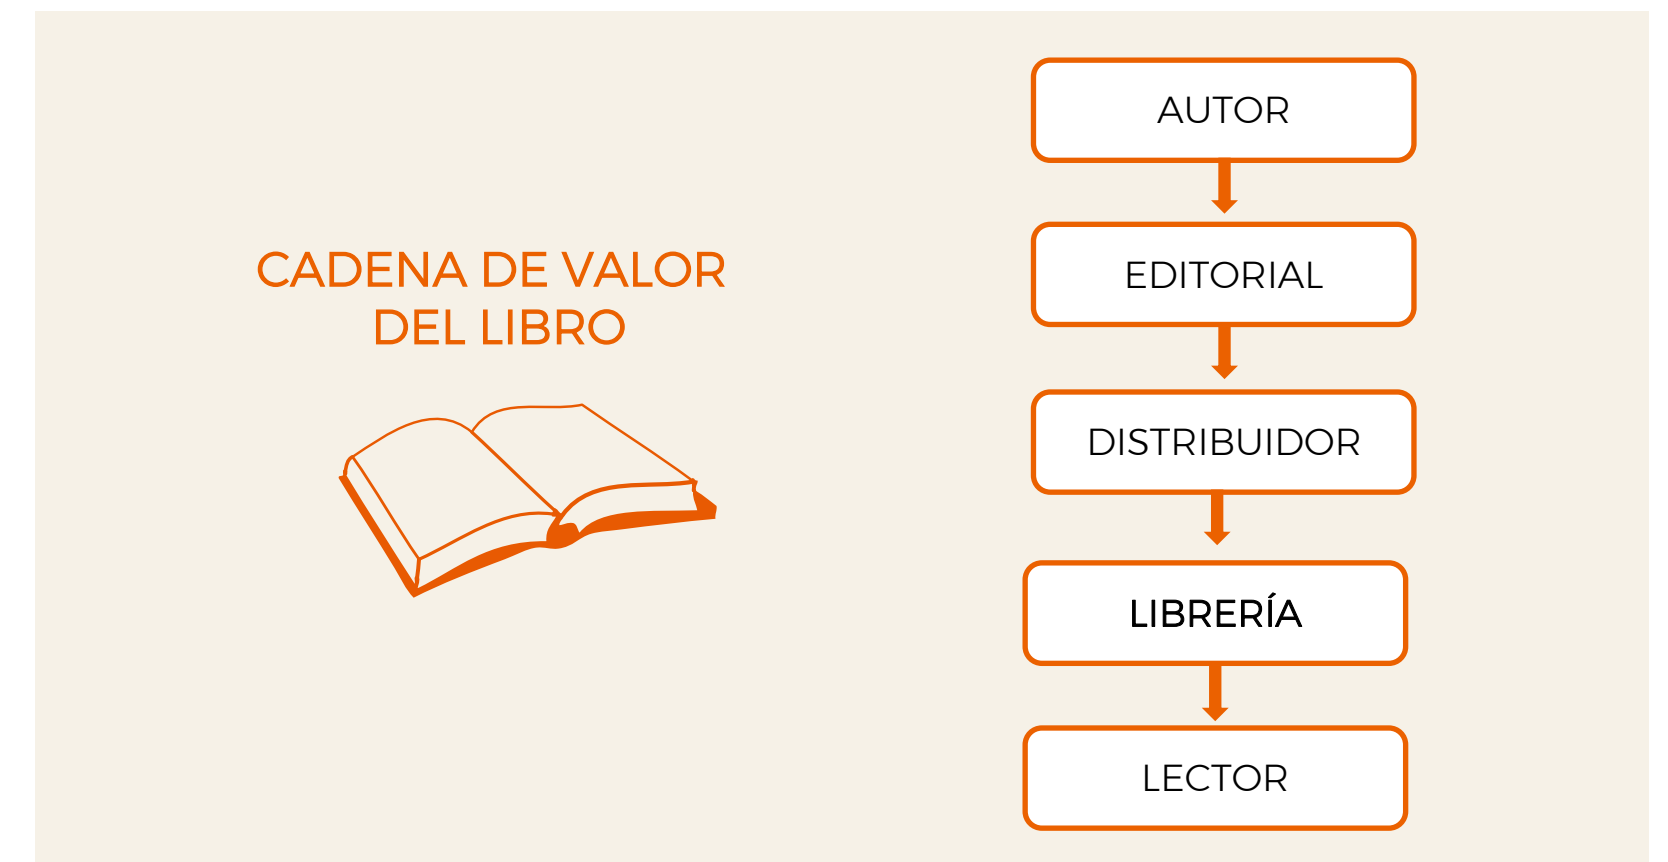 CADENA DE VALOR
DEL LIBRO
AUTOR
EDITORIAL
DISTRIBUIDOR
LIBRERÍA
LECTOR